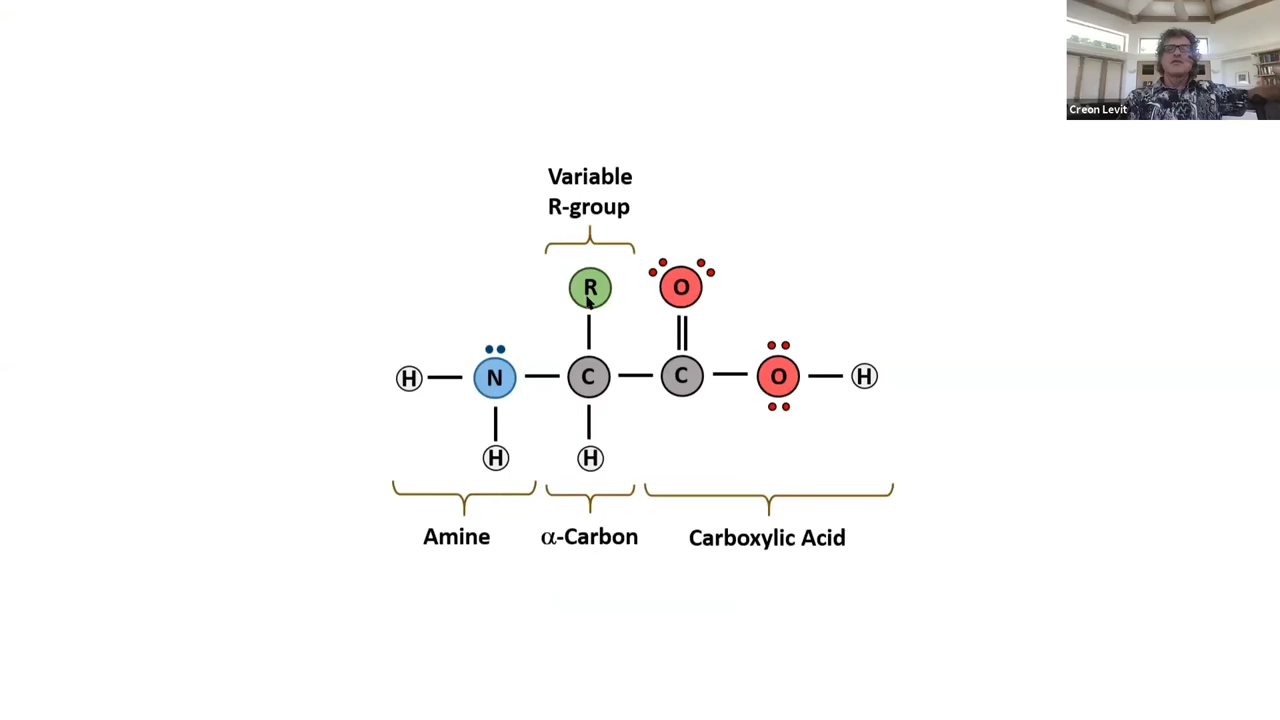 Creon Levit
Variable
R-group
R
O
H N C C O H
H H
Amine α-Carbon Carboxylic Acid